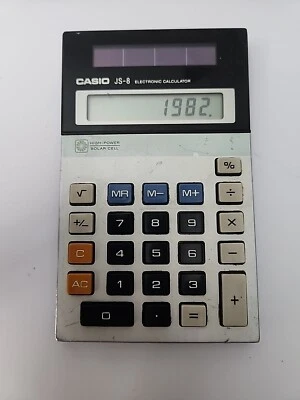 CASIO JS-8 ELECTRONIC CALCULATOR
1982.
HIGH POWER
SOLAR CELL
%
√ MR M− M+ ÷
+/− 7 8 9 ×
C 4 5 6 −
AC 1 2 3 +
0 · =